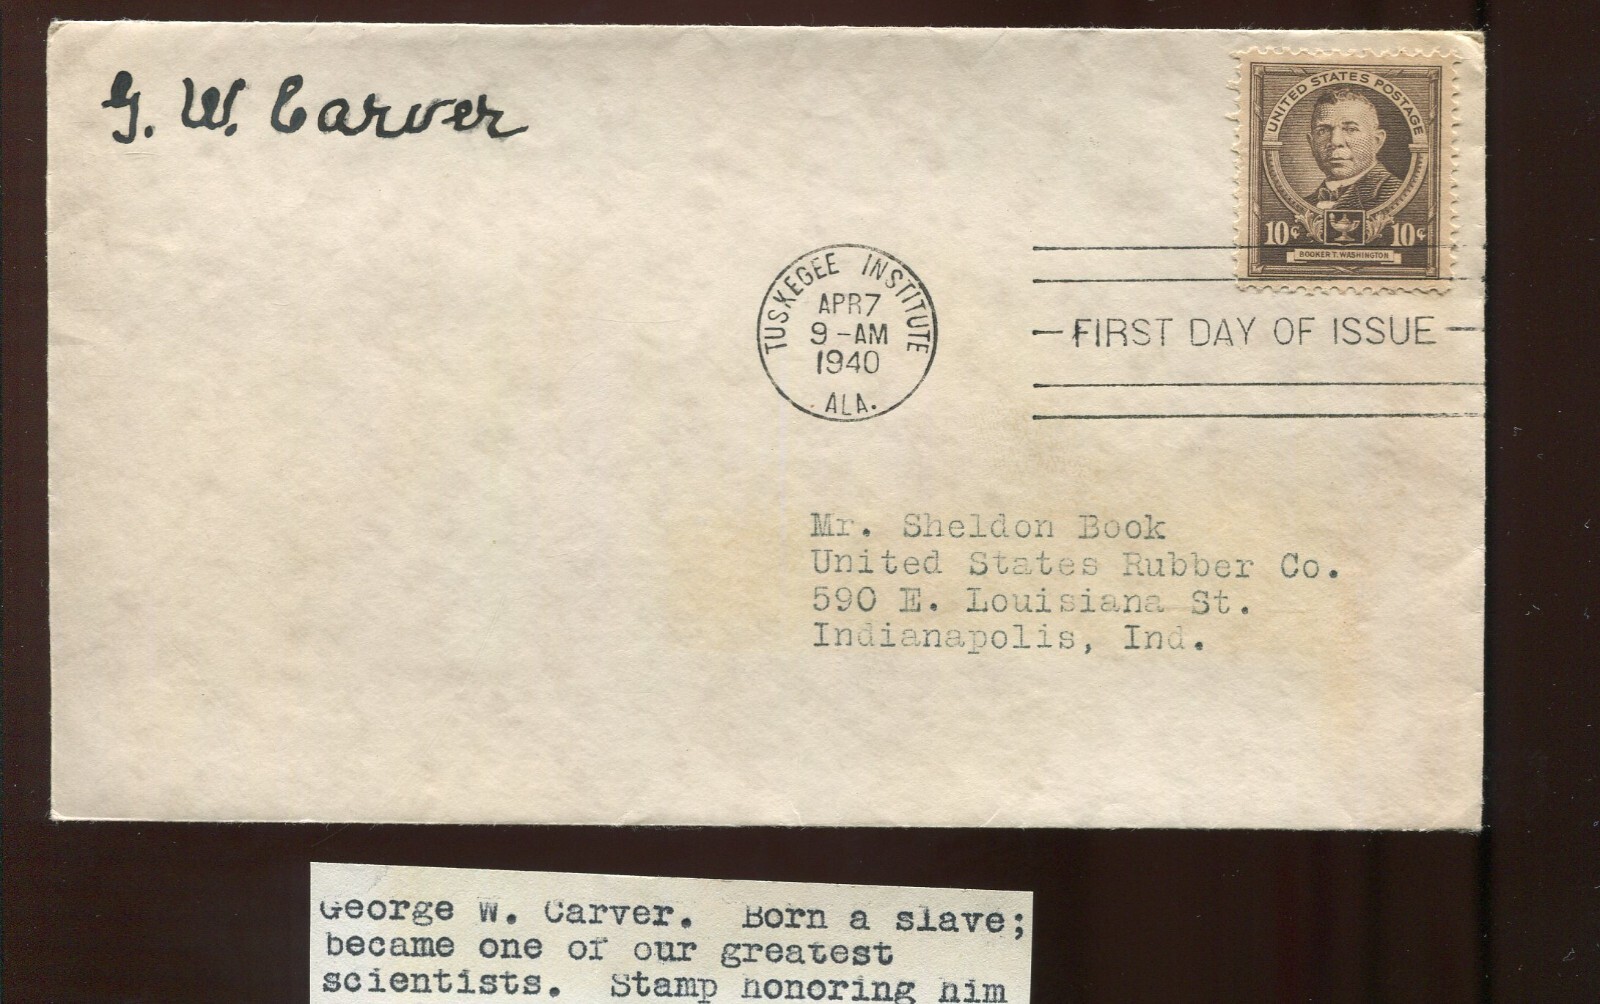 G. W. Carver
UNITED STATES POSTAGE
10¢ 10¢
BOOKER T. WASHINGTON
TUSKEGEE INSTITUTE
APR 7
9-AM
1940
ALA.
FIRST DAY OF ISSUE
Mr. Sheldon Book
United States Rubber Co.
590 E. Louisiana St.
Indianapolis, Ind.
George W. Carver. Born a slave;
became one of our greatest
scientists. Stamp honoring him